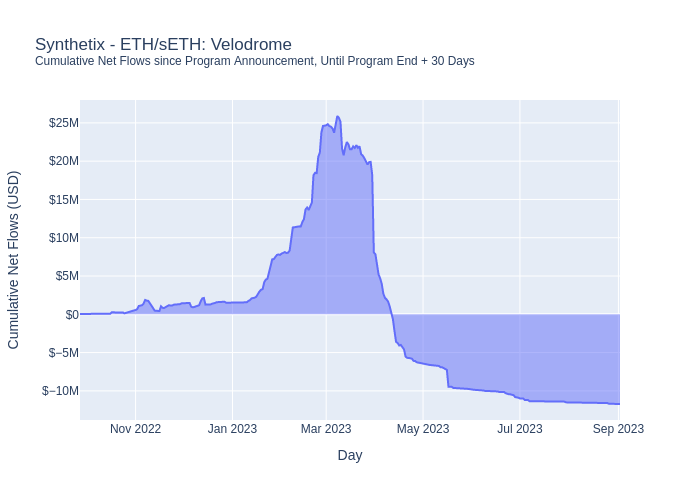 Synthetix - ETH/sETH: Velodrome
Cumulative Net Flows since Program Announcement, Until Program End + 30 Days
Cumulative Net Flows (USD)
$25M
$20M
$15M
$10M
$5M
$0
$−5M
$−10M
Nov 2022 Jan 2023 Mar 2023 May 2023 Jul 2023 Sep 2023
Day